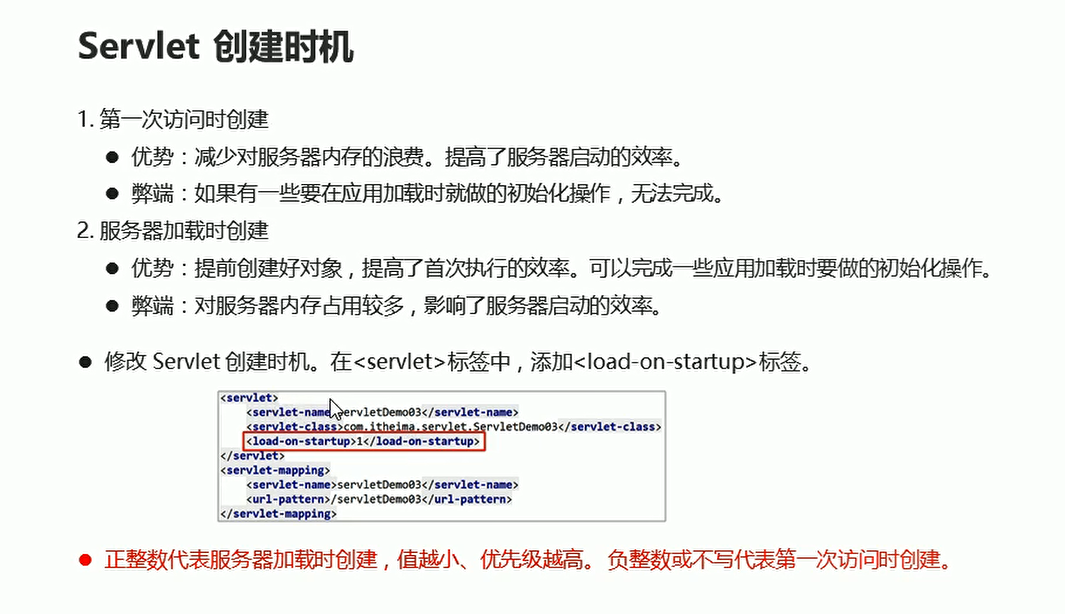 Servlet 创建时机
1. 第一次访问时创建
● 优势：减少对服务器内存的浪费。提高了服务器启动的效率。
● 弊端：如果有一些要在应用加载时就做的初始化操作，无法完成。
2. 服务器加载时创建
● 优势：提前创建好对象，提高了首次执行的效率。可以完成一些应用加载时要做的初始化操作。
● 弊端：对服务器内存占用较多，影响了服务器启动的效率。
● 修改 Servlet 创建时机。在<servlet>标签中，添加<load-on-startup>标签。
<servlet>
<servlet-name>servletDemo03</servlet-name>
<servlet-class>com.itheima.servlet.ServletDemo03</servlet-class>
<load-on-startup>1</load-on-startup>
</servlet>
<servlet-mapping>
<servlet-name>servletDemo03</servlet-name>
<url-pattern>/servletDemo03</url-pattern>
</servlet-mapping>
● 正整数代表服务器加载时创建，值越小、优先级越高。 负整数或不写代表第一次访问时创建。